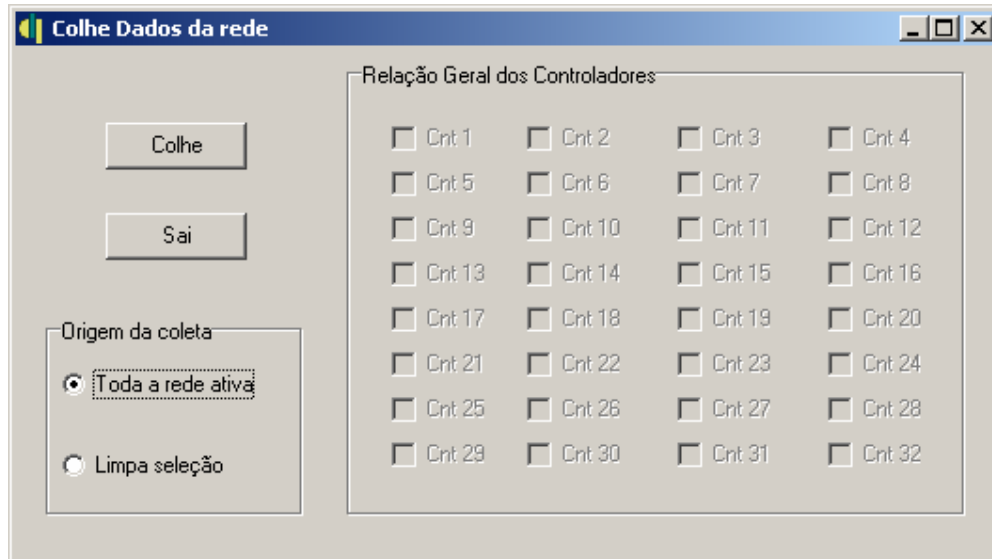 Colhe Dados da rede
Colhe
Sai
Origem da coleta
Toda a rede ativa
Limpa seleção
Relação Geral dos Controladores
Cnt 1 Cnt 2 Cnt 3 Cnt 4
Cnt 5 Cnt 6 Cnt 7 Cnt 8
Cnt 9 Cnt 10 Cnt 11 Cnt 12
Cnt 13 Cnt 14 Cnt 15 Cnt 16
Cnt 17 Cnt 18 Cnt 19 Cnt 20
Cnt 21 Cnt 22 Cnt 23 Cnt 24
Cnt 25 Cnt 26 Cnt 27 Cnt 28
Cnt 29 Cnt 30 Cnt 31 Cnt 32